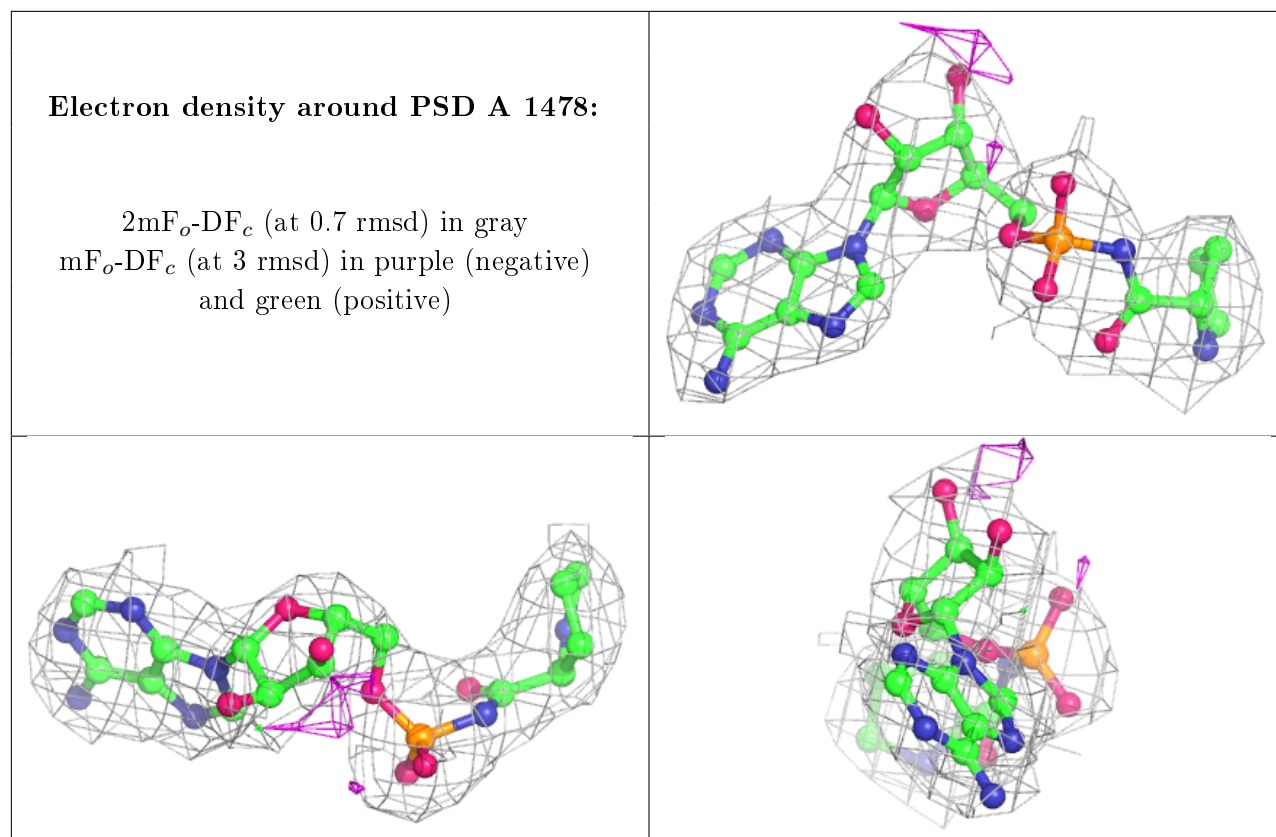 Electron density around PSD A 1478:
2mFₒ-DF𝒸 (at 0.7 rmsd) in gray
mFₒ-DF𝒸 (at 3 rmsd) in purple (negative)
and green (positive)